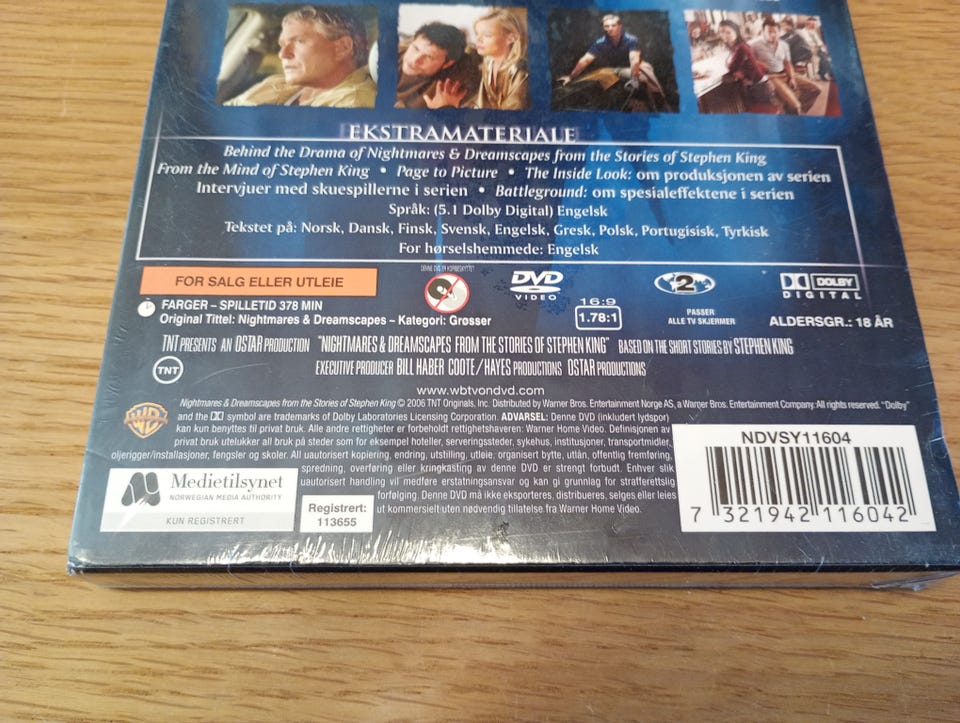 EKSTRAMATERIALE
Behind the Drama of Nightmares & Dreamscapes from the Stories of Stephen King
From the Mind of Stephen King • Page to Picture • The Inside Look: om produksjonen av serien
Intervjuer med skuespillerne i serien • Battleground: om spesialeffektene i serien
Språk: (5.1 Dolby Digital) Engelsk
Tekstet på: Norsk, Dansk, Finsk, Svensk, Engelsk, Gresk, Polsk, Portugisisk, Tyrkisk
For hørselshemmede: Engelsk
FOR SALG ELLER UTLEIE
DENNE DVD ER KOPIBESKYTTET
DVD
VIDEO
16:9
1.78:1
2
PASSER
ALLE TV SKJERMER
DOLBY
DIGITAL
ALDERSGR.: 18 ÅR
FARGER – SPILLETID 378 MIN
Original Tittel: Nightmares & Dreamscapes – Kategori: Grøsser
TNT PRESENTS AN OSTAR PRODUCTION "NIGHTMARES & DREAMSCAPES FROM THE STORIES OF STEPHEN KING" BASED ON THE SHORT STORIES BY STEPHEN KING
EXECUTIVE PRODUCER BILL HABER COOTE/HAYES PRODUCTIONS OSTAR PRODUCTIONS
TNT
www.wbtvondvd.com
WB
Nightmares & Dreamscapes from the Stories of Stephen King © 2006 TNT Originals, Inc. Distributed by Warner Bros. Entertainment Norge AS, a Warner Bros. Entertainment Company. All rights reserved. "Dolby"
and the DD symbol are trademarks of Dolby Laboratories Licensing Corporation. ADVARSEL: Denne DVD (inkludert lydspor)
kan kun benyttes til privat bruk. Alle andre rettigheter er forbeholdt rettighetshaveren: Warner Home Video. Definisjonen av
privat bruk utelukker all bruk på steder som for eksempel hoteller, serveringssteder, sykehus, institusjoner, transportmidler,
oljerigger/installasjoner, fengsler og skoler. All uautorisert kopiering, endring, utstilling, utleie, organisert bytte, utlån, offentlig fremføring,
spredning, overføring eller kringkasting av denne DVD er strengt forbudt. Enhver slik
uautorisert handling vil medføre erstatningsansvar og kan gi grunnlag for strafferettslig
forfølging. Denne DVD må ikke eksporteres, distribueres, selges eller leies
ut kommersielt uten nødvendig tillatelse fra Warner Home Video.
Medietilsynet
NORWEGIAN MEDIA AUTHORITY
KUN REGISTRERT
Registrert:
113655
NDVSY11604
7 321942 116042